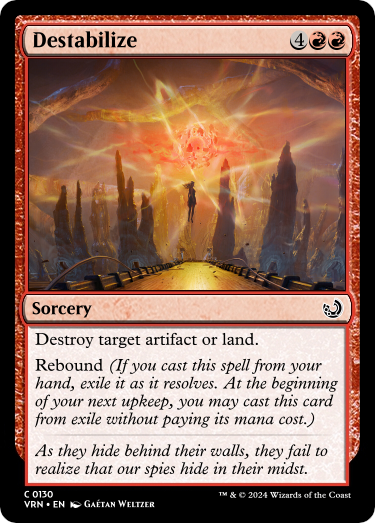 Destabilize 4
Sorcery
Destroy target artifact or land.
Rebound (If you cast this spell from your
hand, exile it as it resolves. At the beginning
of your next upkeep, you may cast this card
from exile without paying its mana cost.)
As they hide behind their walls, they fail to
realize that our spies hide in their midst.
C 0130
VRN • EN GAÉTAN WELTZER ™ & © 2024 Wizards of the Coast